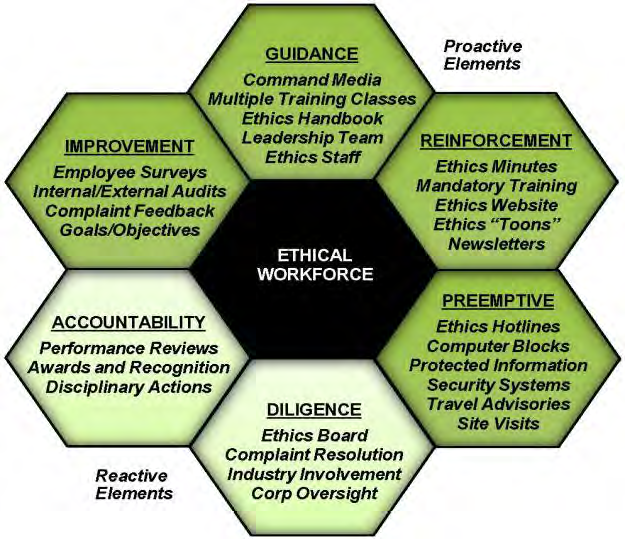 GUIDANCE
Command Media
Multiple Training Classes
Ethics Handbook
Leadership Team
Ethics Staff
Proactive
Elements
IMPROVEMENT
Employee Surveys
Internal/External Audits
Complaint Feedback
Goals/Objectives
REINFORCEMENT
Ethics Minutes
Mandatory Training
Ethics Website
Ethics “Toons”
Newsletters
ETHICAL
WORKFORCE
ACCOUNTABILITY
Performance Reviews
Awards and Recognition
Disciplinary Actions
PREEMPTIVE
Ethics Hotlines
Computer Blocks
Protected Information
Security Systems
Travel Advisories
Site Visits
DILIGENCE
Ethics Board
Complaint Resolution
Industry Involvement
Corp Oversight
Reactive
Elements